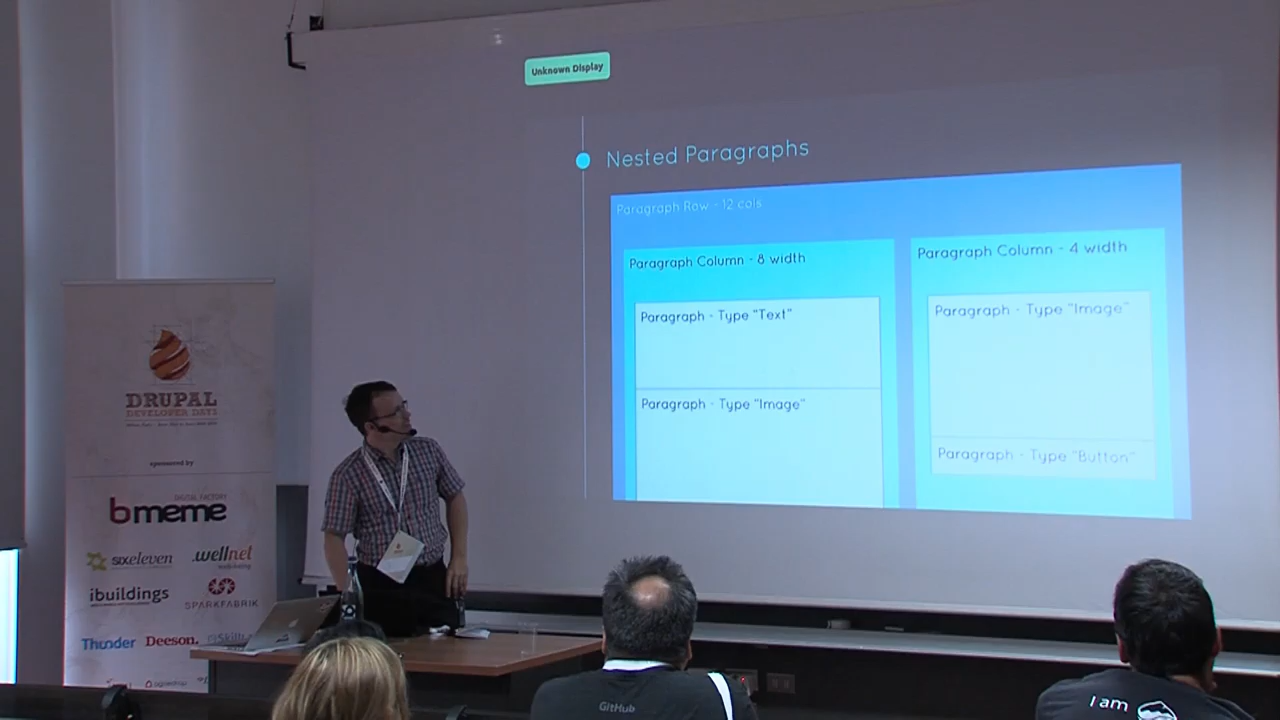 Unknown Display
Nested Paragraphs
Paragraph Row - 12 cols
Paragraph Column - 8 width
Paragraph - Type "Text"
Paragraph - Type "Image"
Paragraph Column - 4 width
Paragraph - Type "Image"
Paragraph - Type "Button"
DRUPAL
DEVELOPER DAYS
sponsored by
DIGITAL FACTORY
bmeme
sixeleven
.wellnet
ibuildings
SPARKFABRIK
Thunder
Deeson.
GitHub
I am